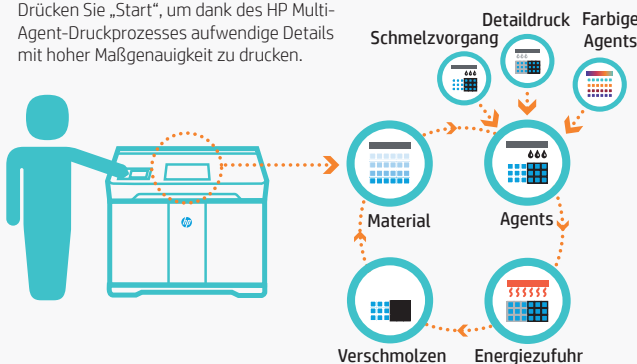 Drücken Sie „Start“, um dank des HP Multi-
Agent-Druckprozesses aufwendige Details
mit hoher Maßgenauigkeit zu drucken.
Schmelzvorgang
Detaildruck
Farbige
Agents
Material
Agents
hp
Verschmolzen
Energiezufuhr